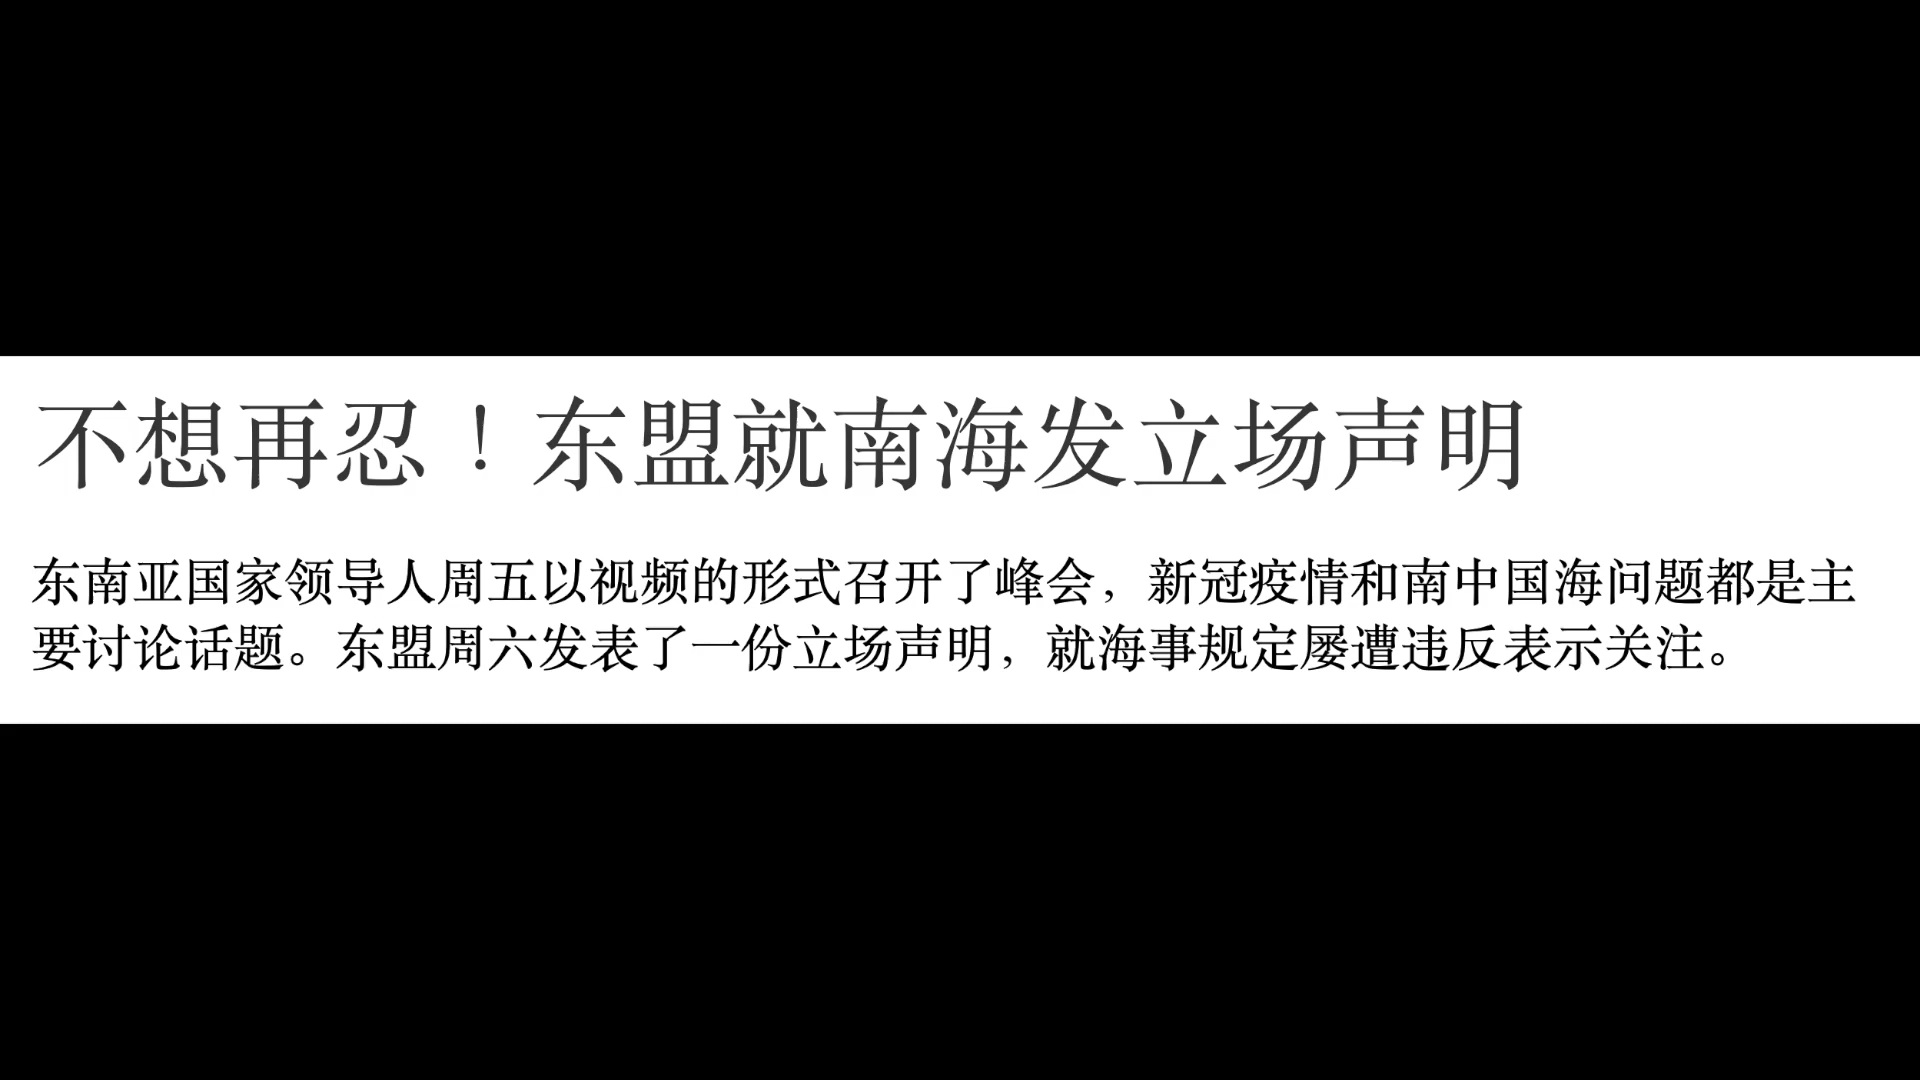 不想再忍！东盟就南海发立场声明
东南亚国家领导人周五以视频的形式召开了峰会，新冠疫情和南中国海问题都是主
要讨论话题。东盟周六发表了一份立场声明，就海事规定屡遭违反表示关注。